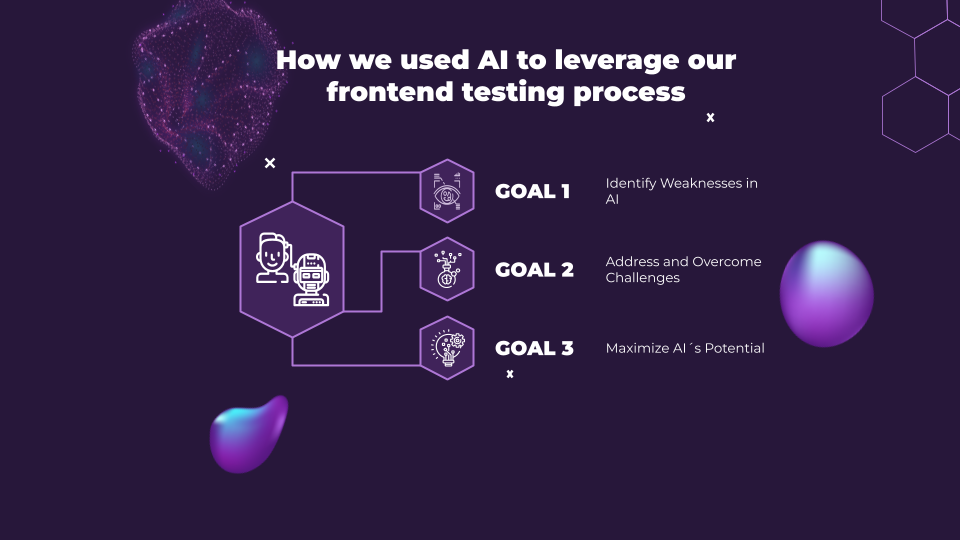 How we used AI to leverage our
frontend testing process
GOAL 1
Identify Weaknesses in
AI
GOAL 2
Address and Overcome
Challenges
GOAL 3
Maximize AI´s Potential